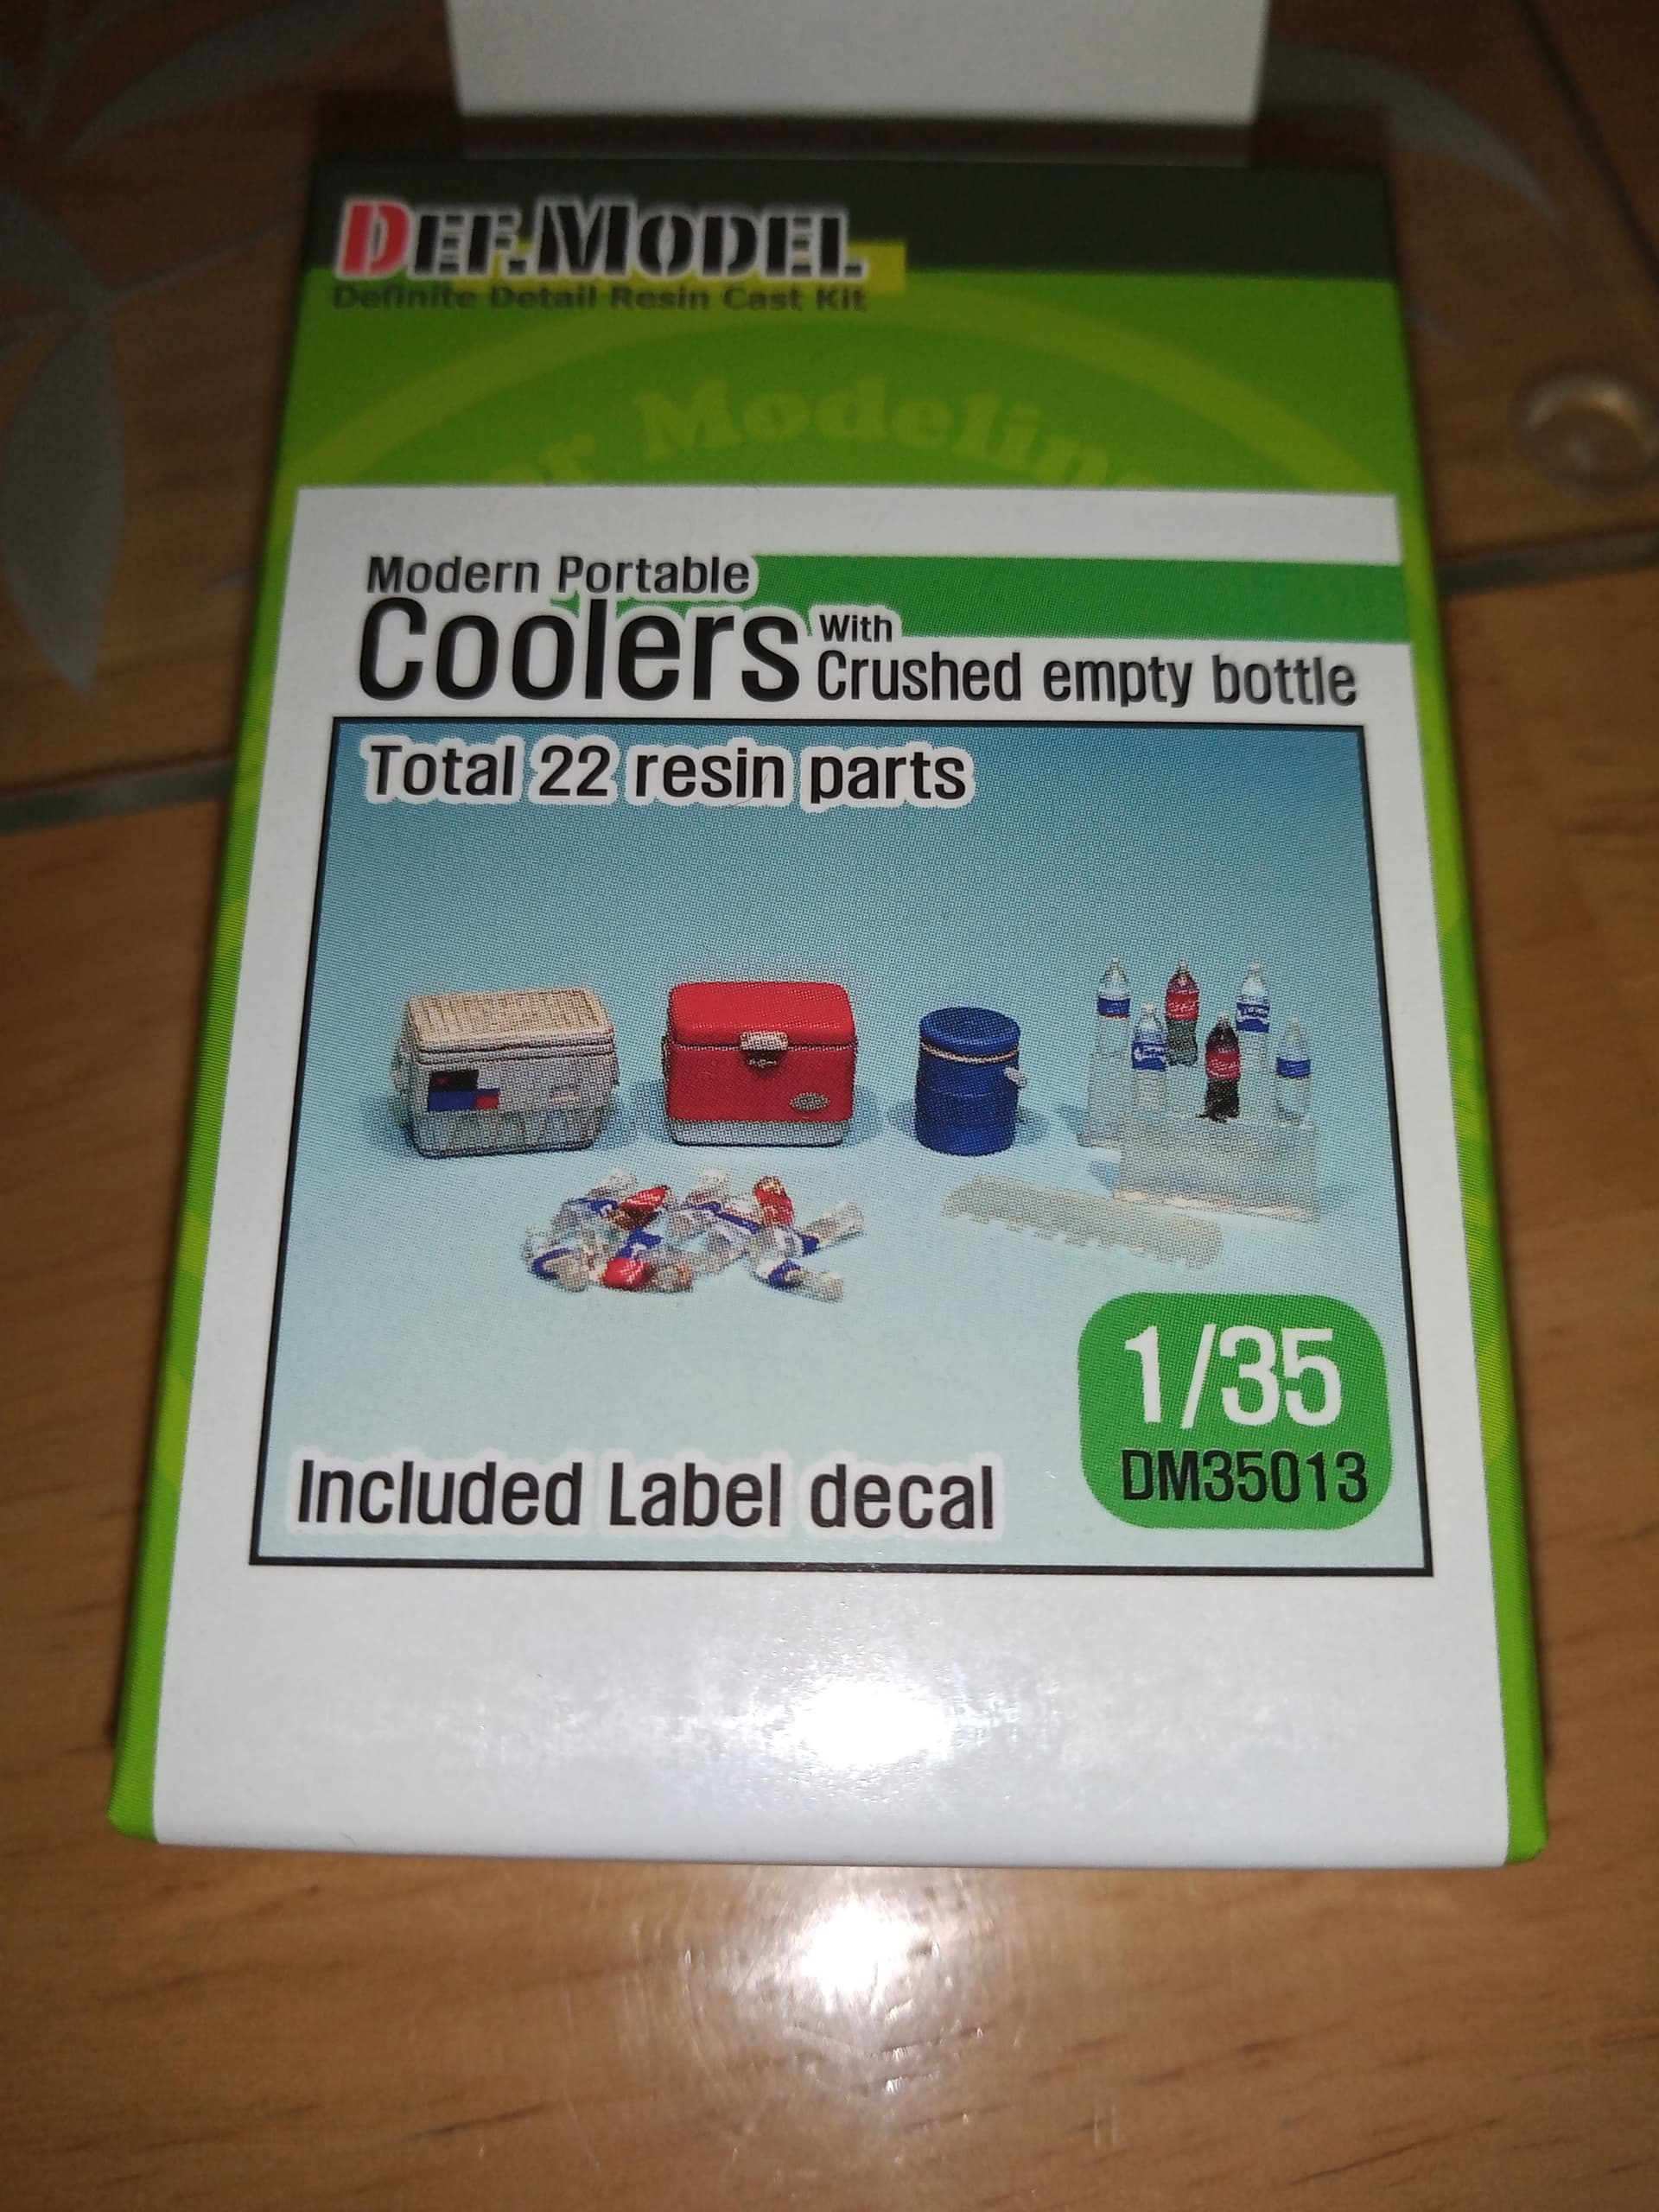 DEF.MODEL
Definite Detail Resin Cast Kit
Modeling
Modern Portable
Coolers With
Crushed empty bottle
Total 22 resin parts
1/35
DM35013
Included Label decal